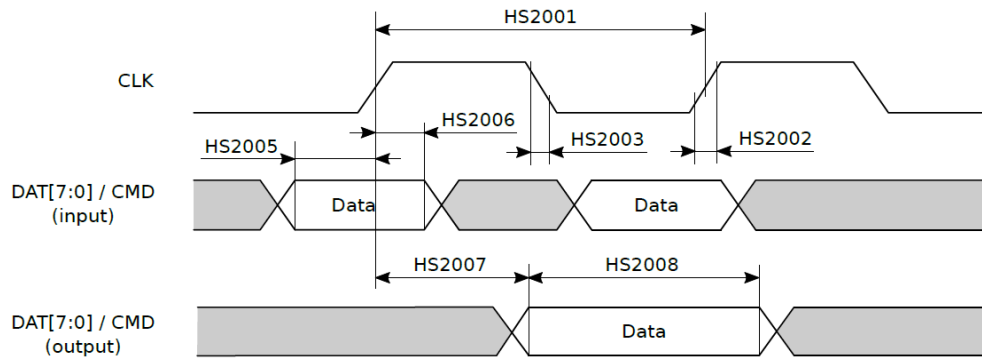 HS2001
CLK
HS2006
HS2005
HS2003
HS2002
DAT[7:0] / CMD
(input)
Data
Data
HS2007
HS2008
DAT[7:0] / CMD
(output)
Data